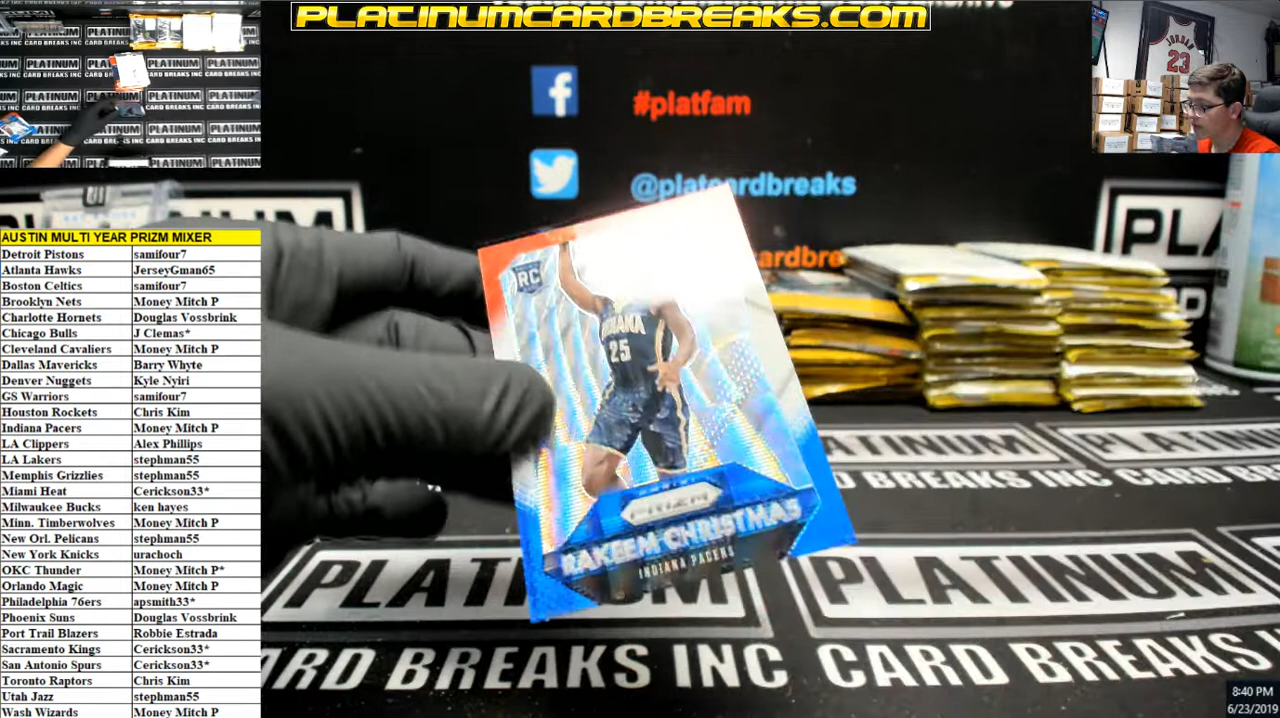 PLATINUMCARDBREAKS.COM
#platfam
@platcardbreaks
JORDAN
23
AUSTIN MULTI YEAR PRIZM MIXER
Detroit Pistons samifour7
Atlanta Hawks JerseyGman65
Boston Celtics samifour7
Brooklyn Nets Money Mitch P
Charlotte Hornets Douglas Vossbrink
Chicago Bulls J Clemas*
Cleveland Cavaliers Money Mitch P
Dallas Mavericks Barry Whyte
Denver Nuggets Kyle Nyiri
GS Warriors samifour7
Houston Rockets Chris Kim
Indiana Pacers Money Mitch P
LA Clippers Alex Phillips
LA Lakers stephman55
Memphis Grizzlies stephman55
Miami Heat Cerickson33*
Milwaukee Bucks ken hayes
Minn. Timberwolves Money Mitch P
New Orl. Pelicans stephman55
New York Knicks urachoch
OKC Thunder Money Mitch P*
Orlando Magic Money Mitch P
Philadelphia 76ers apsmith33*
Phoenix Suns Douglas Vossbrink
Port Trail Blazers Robbie Estrada
Sacramento Kings Cerickson33*
San Antonio Spurs Cerickson33*
Toronto Raptors Chris Kim
Utah Jazz stephman55
Wash Wizards Money Mitch P
RC
INDIANA
25
PANINI
PRIZM
RAKEEM CHRISTMAS
INDIANA PACERS
PLATINUM PLATINUM
CARD BREAKS INC CARD BREAKS INC
8:40 PM
6/23/2019